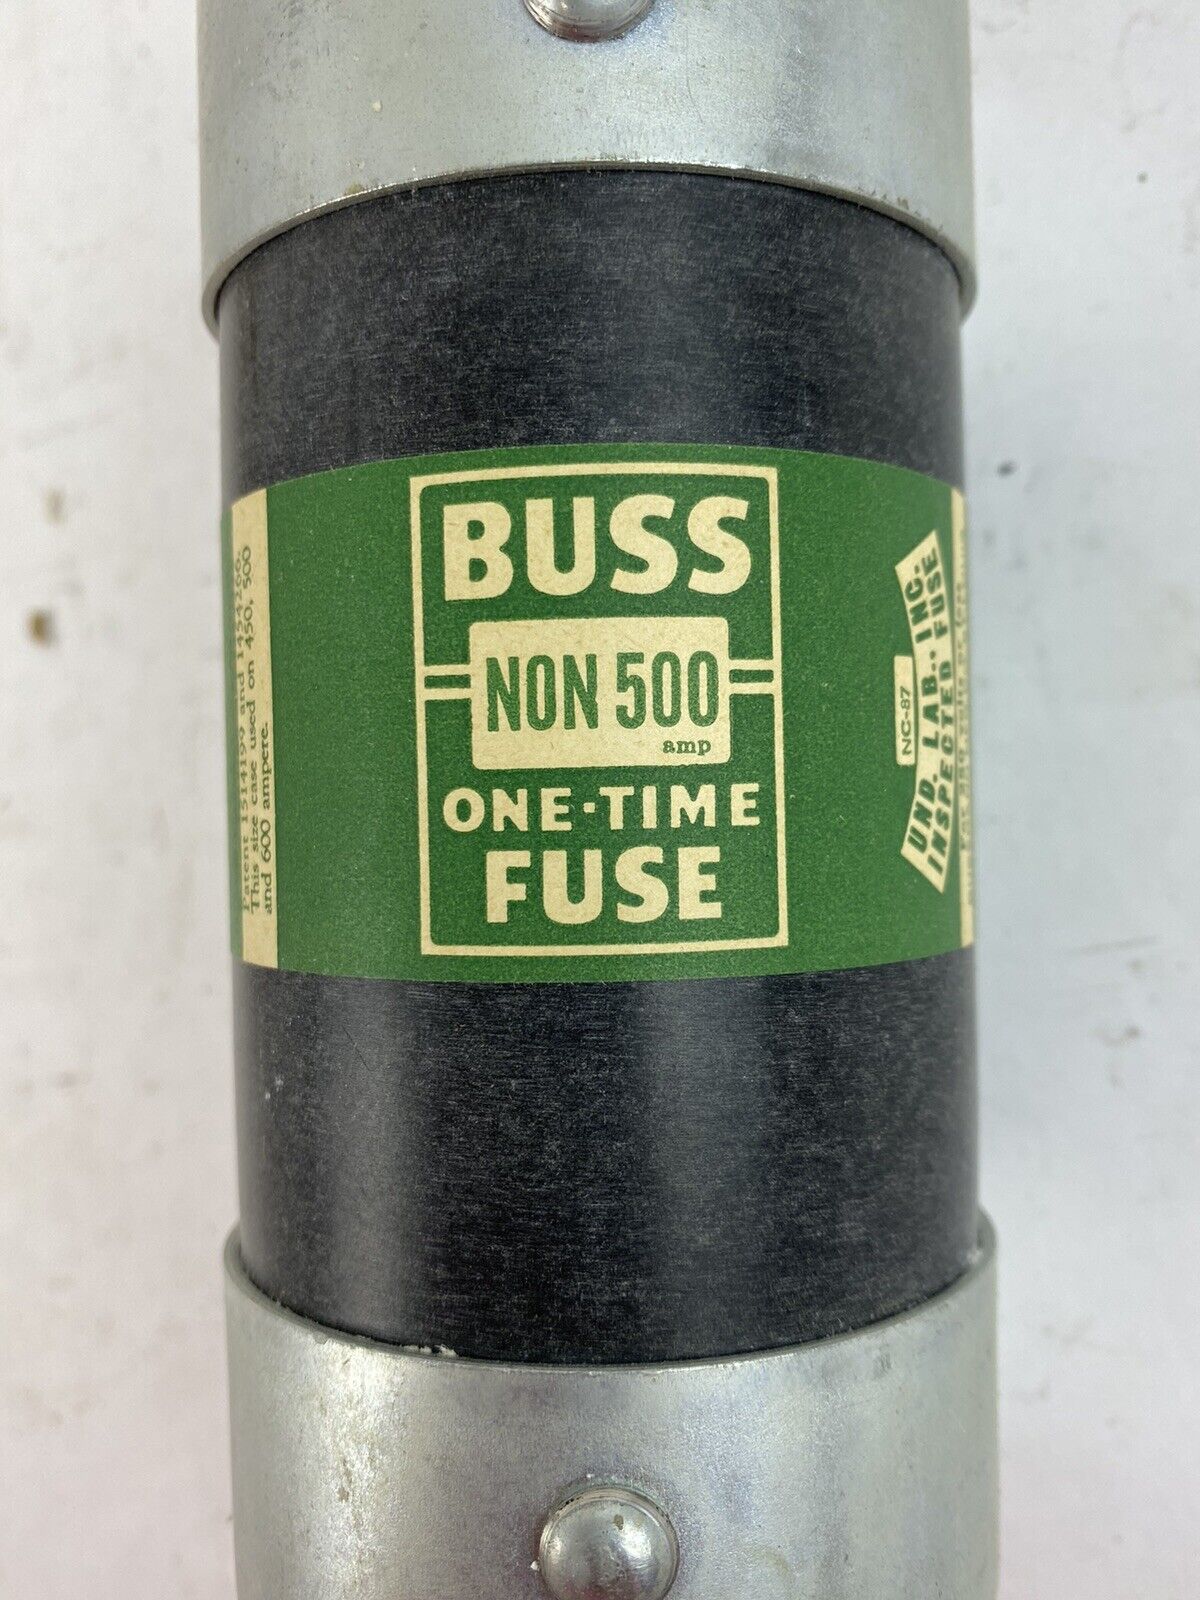 BUSS
NON 500
amp
ONE-TIME
FUSE
Patent 1514199 and 1454266.
This size case used on 450, 500
and 600 ampere.
NC-87
UND. LAB., INC.
INSPECTED FUSE